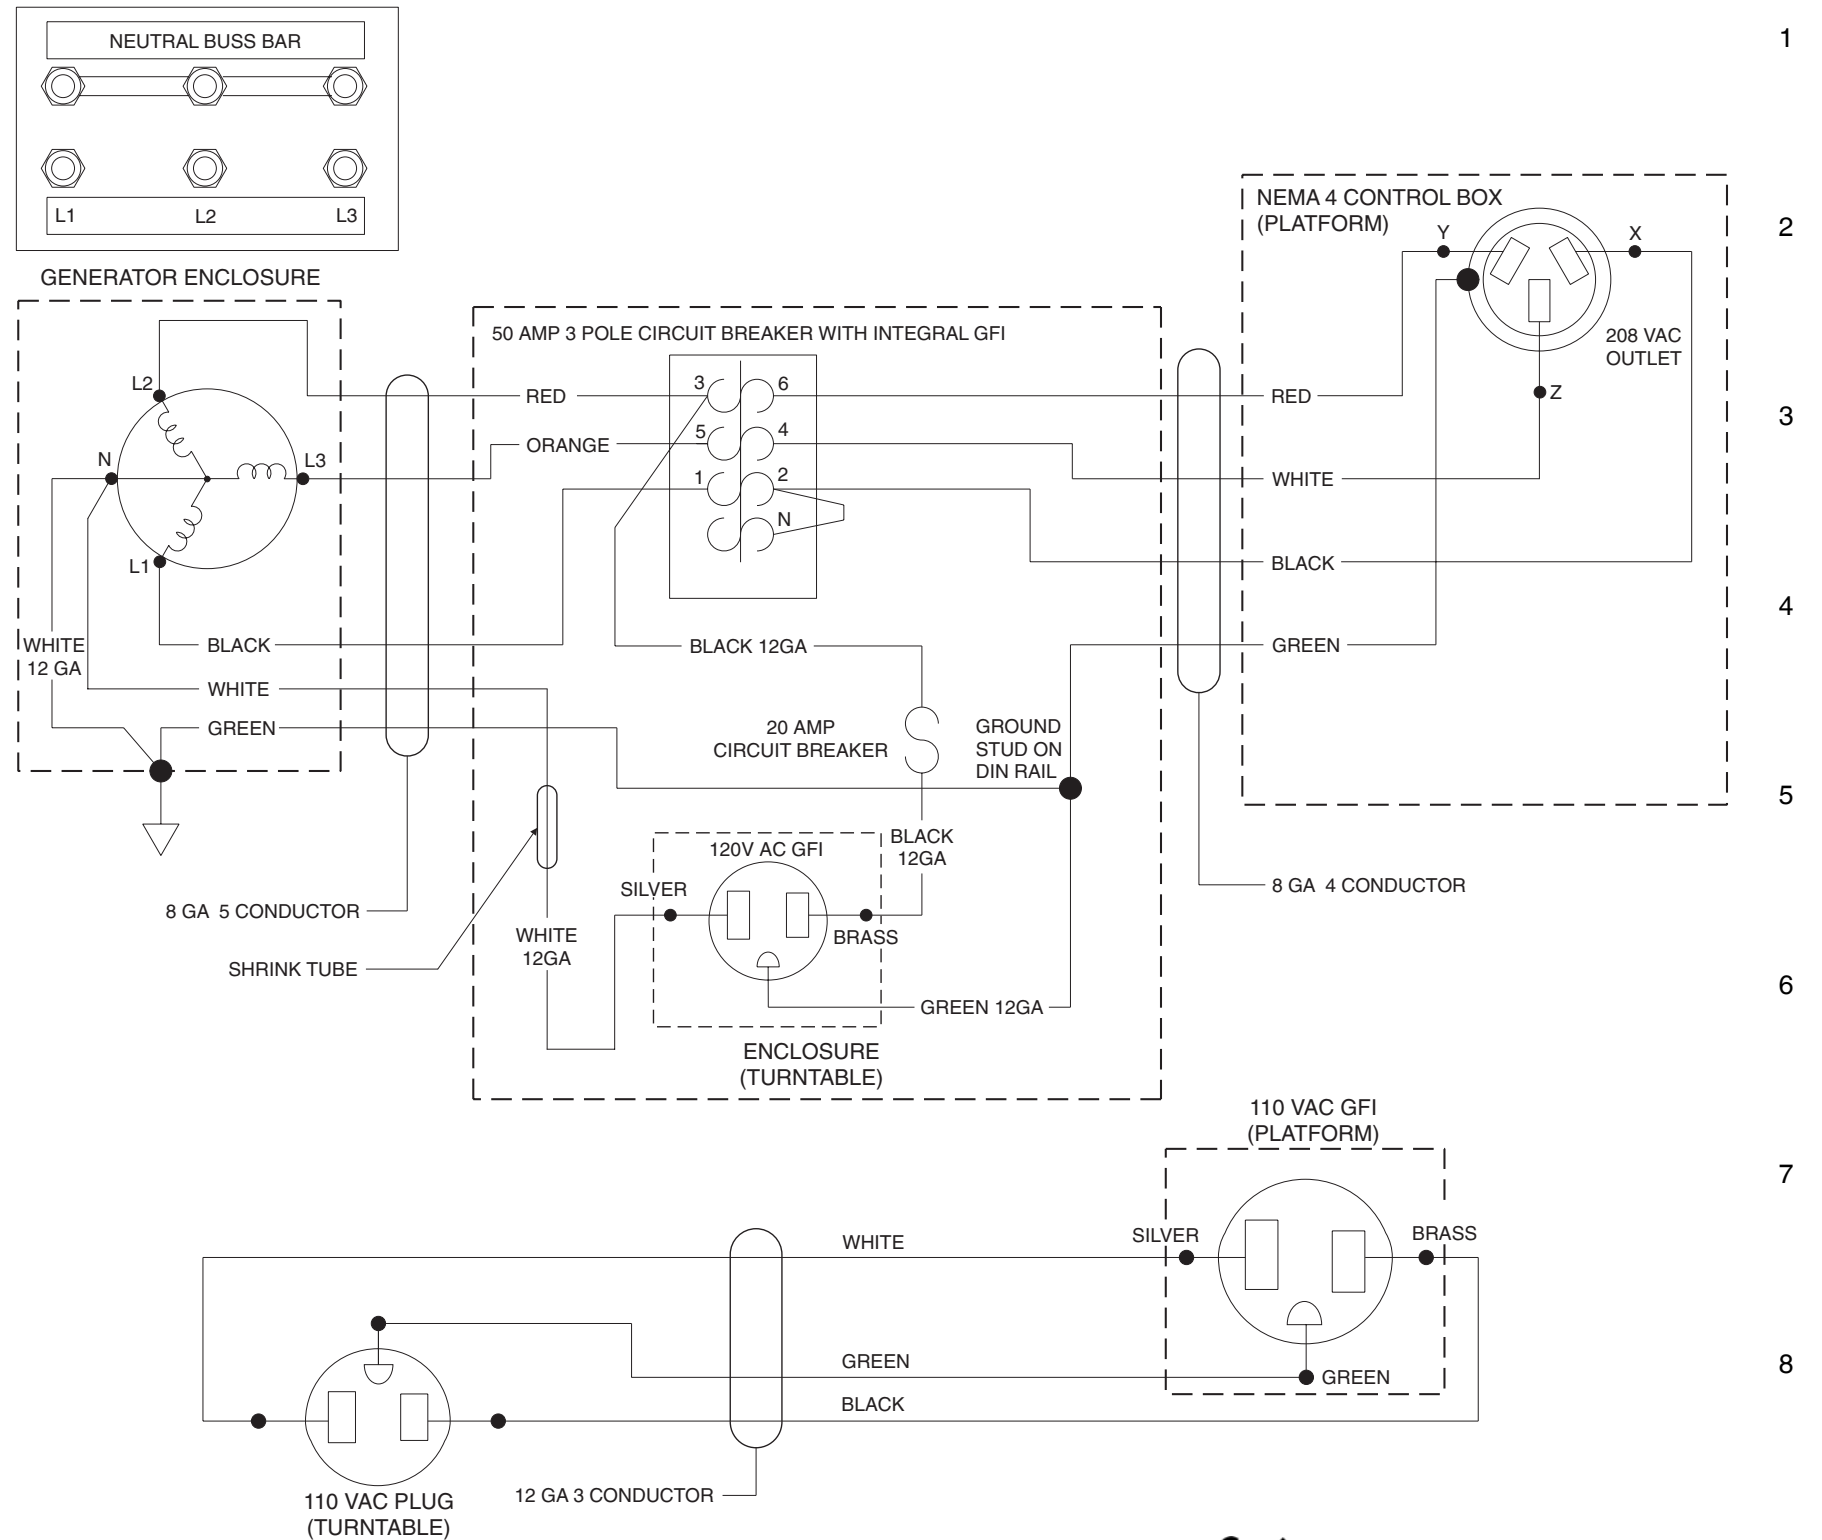 NEUTRAL BUSS BAR
L1 L2 L3
GENERATOR ENCLOSURE
L2
N
L3
L1
WHITE
12 GA
BLACK
WHITE
GREEN
8 GA 5 CONDUCTOR
SHRINK TUBE
50 AMP 3 POLE CIRCUIT BREAKER WITH INTEGRAL GFI
RED
ORANGE
3 6
5 4
1 2
N
BLACK 12GA
20 AMP
CIRCUIT BREAKER
GROUND
STUD ON
DIN RAIL
BLACK
12GA
120V AC GFI
SILVER
BRASS
WHITE
12GA
GREEN 12GA
ENCLOSURE
(TURNTABLE)
NEMA 4 CONTROL BOX
(PLATFORM)
Y
X
208 VAC
OUTLET
Z
RED
WHITE
BLACK
GREEN
8 GA 4 CONDUCTOR
110 VAC GFI
(PLATFORM)
SILVER
BRASS
WHITE
GREEN
GREEN
BLACK
12 GA 3 CONDUCTOR
110 VAC PLUG
(TURNTABLE)
1
2
3
4
5
6
7
8